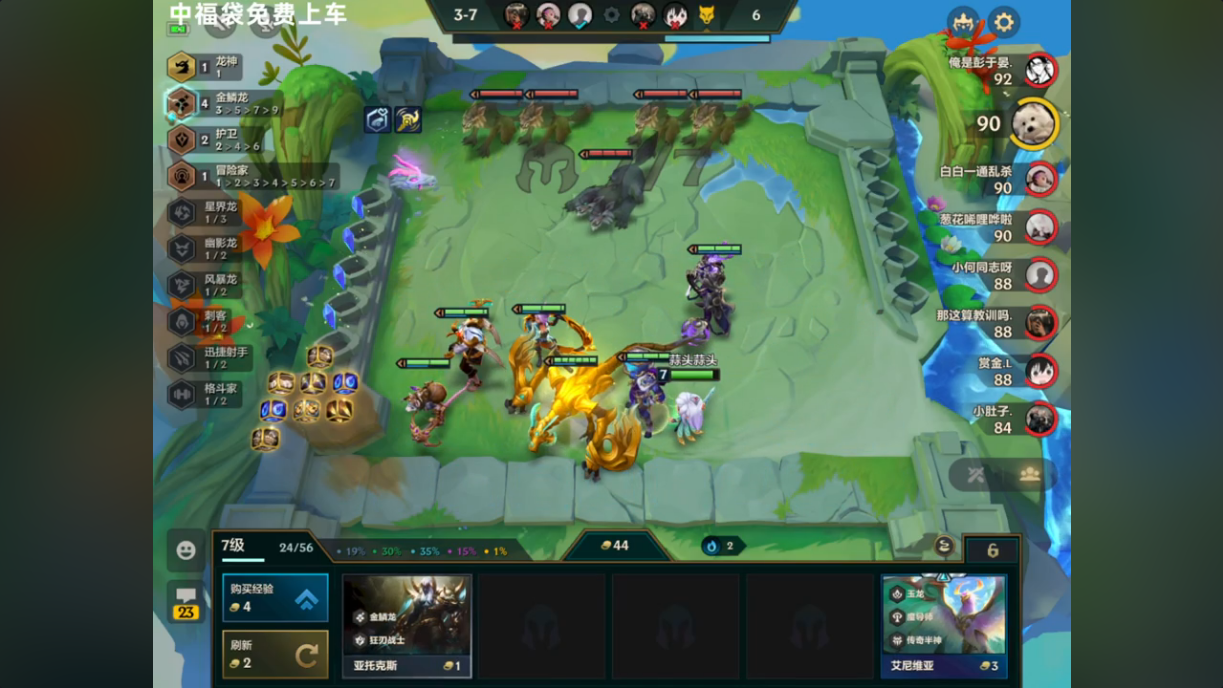 中福袋免费上车
3-7
6
1 龙神
1
4 金鳞龙
3 > 5 > 7 > 9
2 护卫
2 > 4 > 6
1 冒险家
1 > 2 > 3 > 4 > 5 > 6 > 7
星界龙
1 / 3
幽影龙
1 / 2
风暴龙
1 / 2
刺客
1 / 2
迅捷射手
1 / 2
格斗家
1 / 2
7/7
蒜头蒜头
7
俺是彭于晏.
92
90
白白一通乱杀
90
葱花唏哩哗啦
90
小何同志呀
88
那这算教训吗.
88
赏金.L
88
小肚子.
84
7级 24/56
19% 30% 35% 15% 1%
44
2
6
23
购买经验
4
刷新
2
金鳞龙
狂刃战士
亚托克斯 1
玉龙
魔导师
传奇半神
艾尼维亚 3